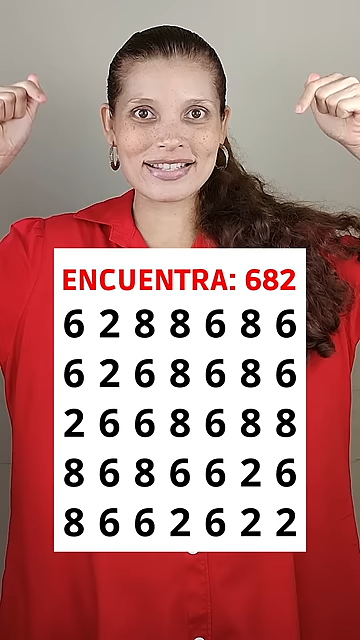 ENCUENTRA: 682
6 2 8 8 6 8 6
6 2 6 8 6 8 6
2 6 6 8 6 8 8
8 6 8 6 6 2 6
8 6 6 2 6 2 2